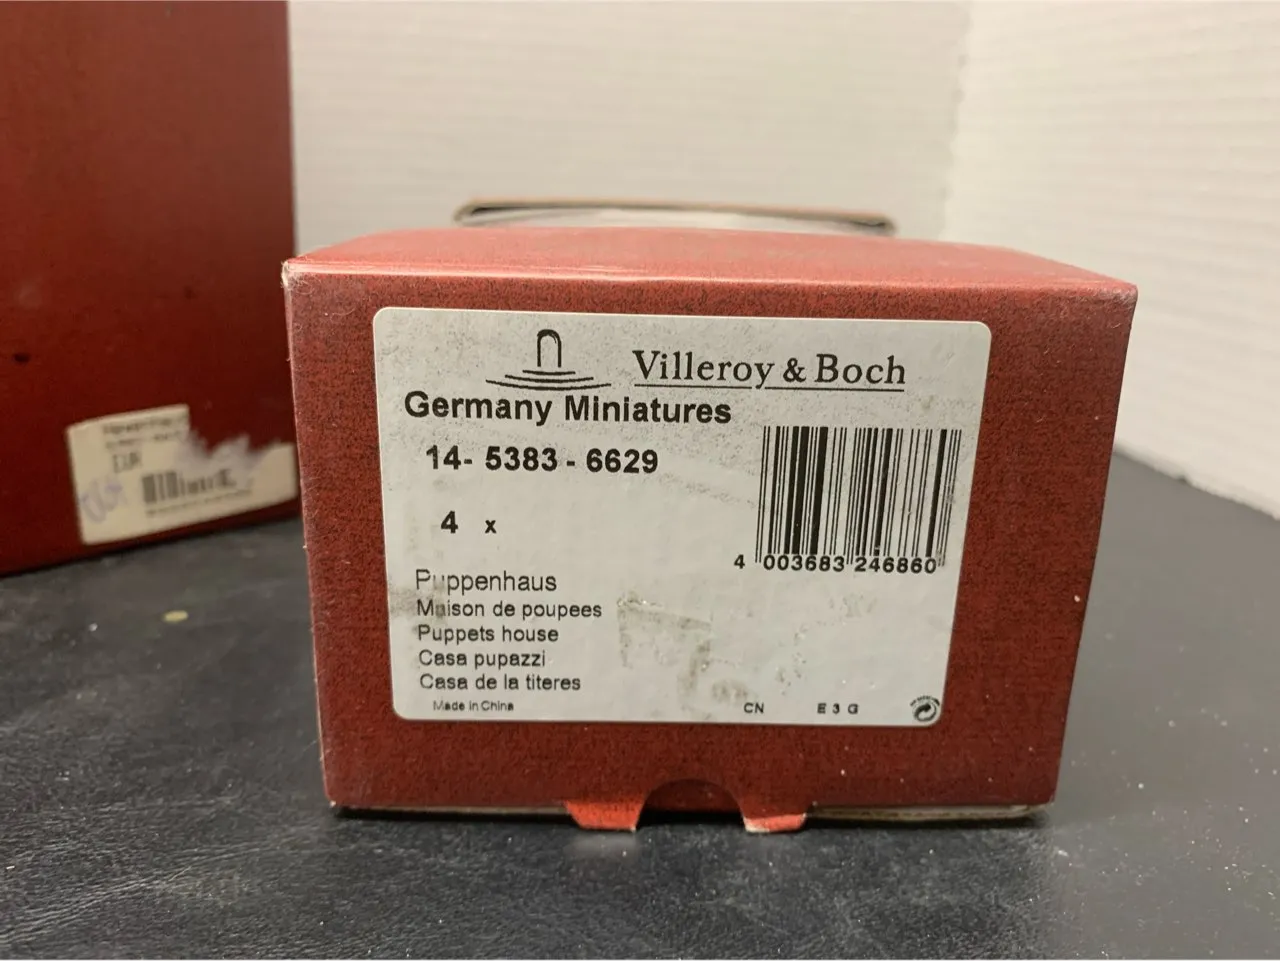 Villeroy & Boch
Germany Miniatures
14- 5383 - 6629
4 x
4 003683 246860
Puppenhaus
Maison de poupees
Puppets house
Casa pupazzi
Casa de la titeres
Made in China
CN E 3 G
EUR